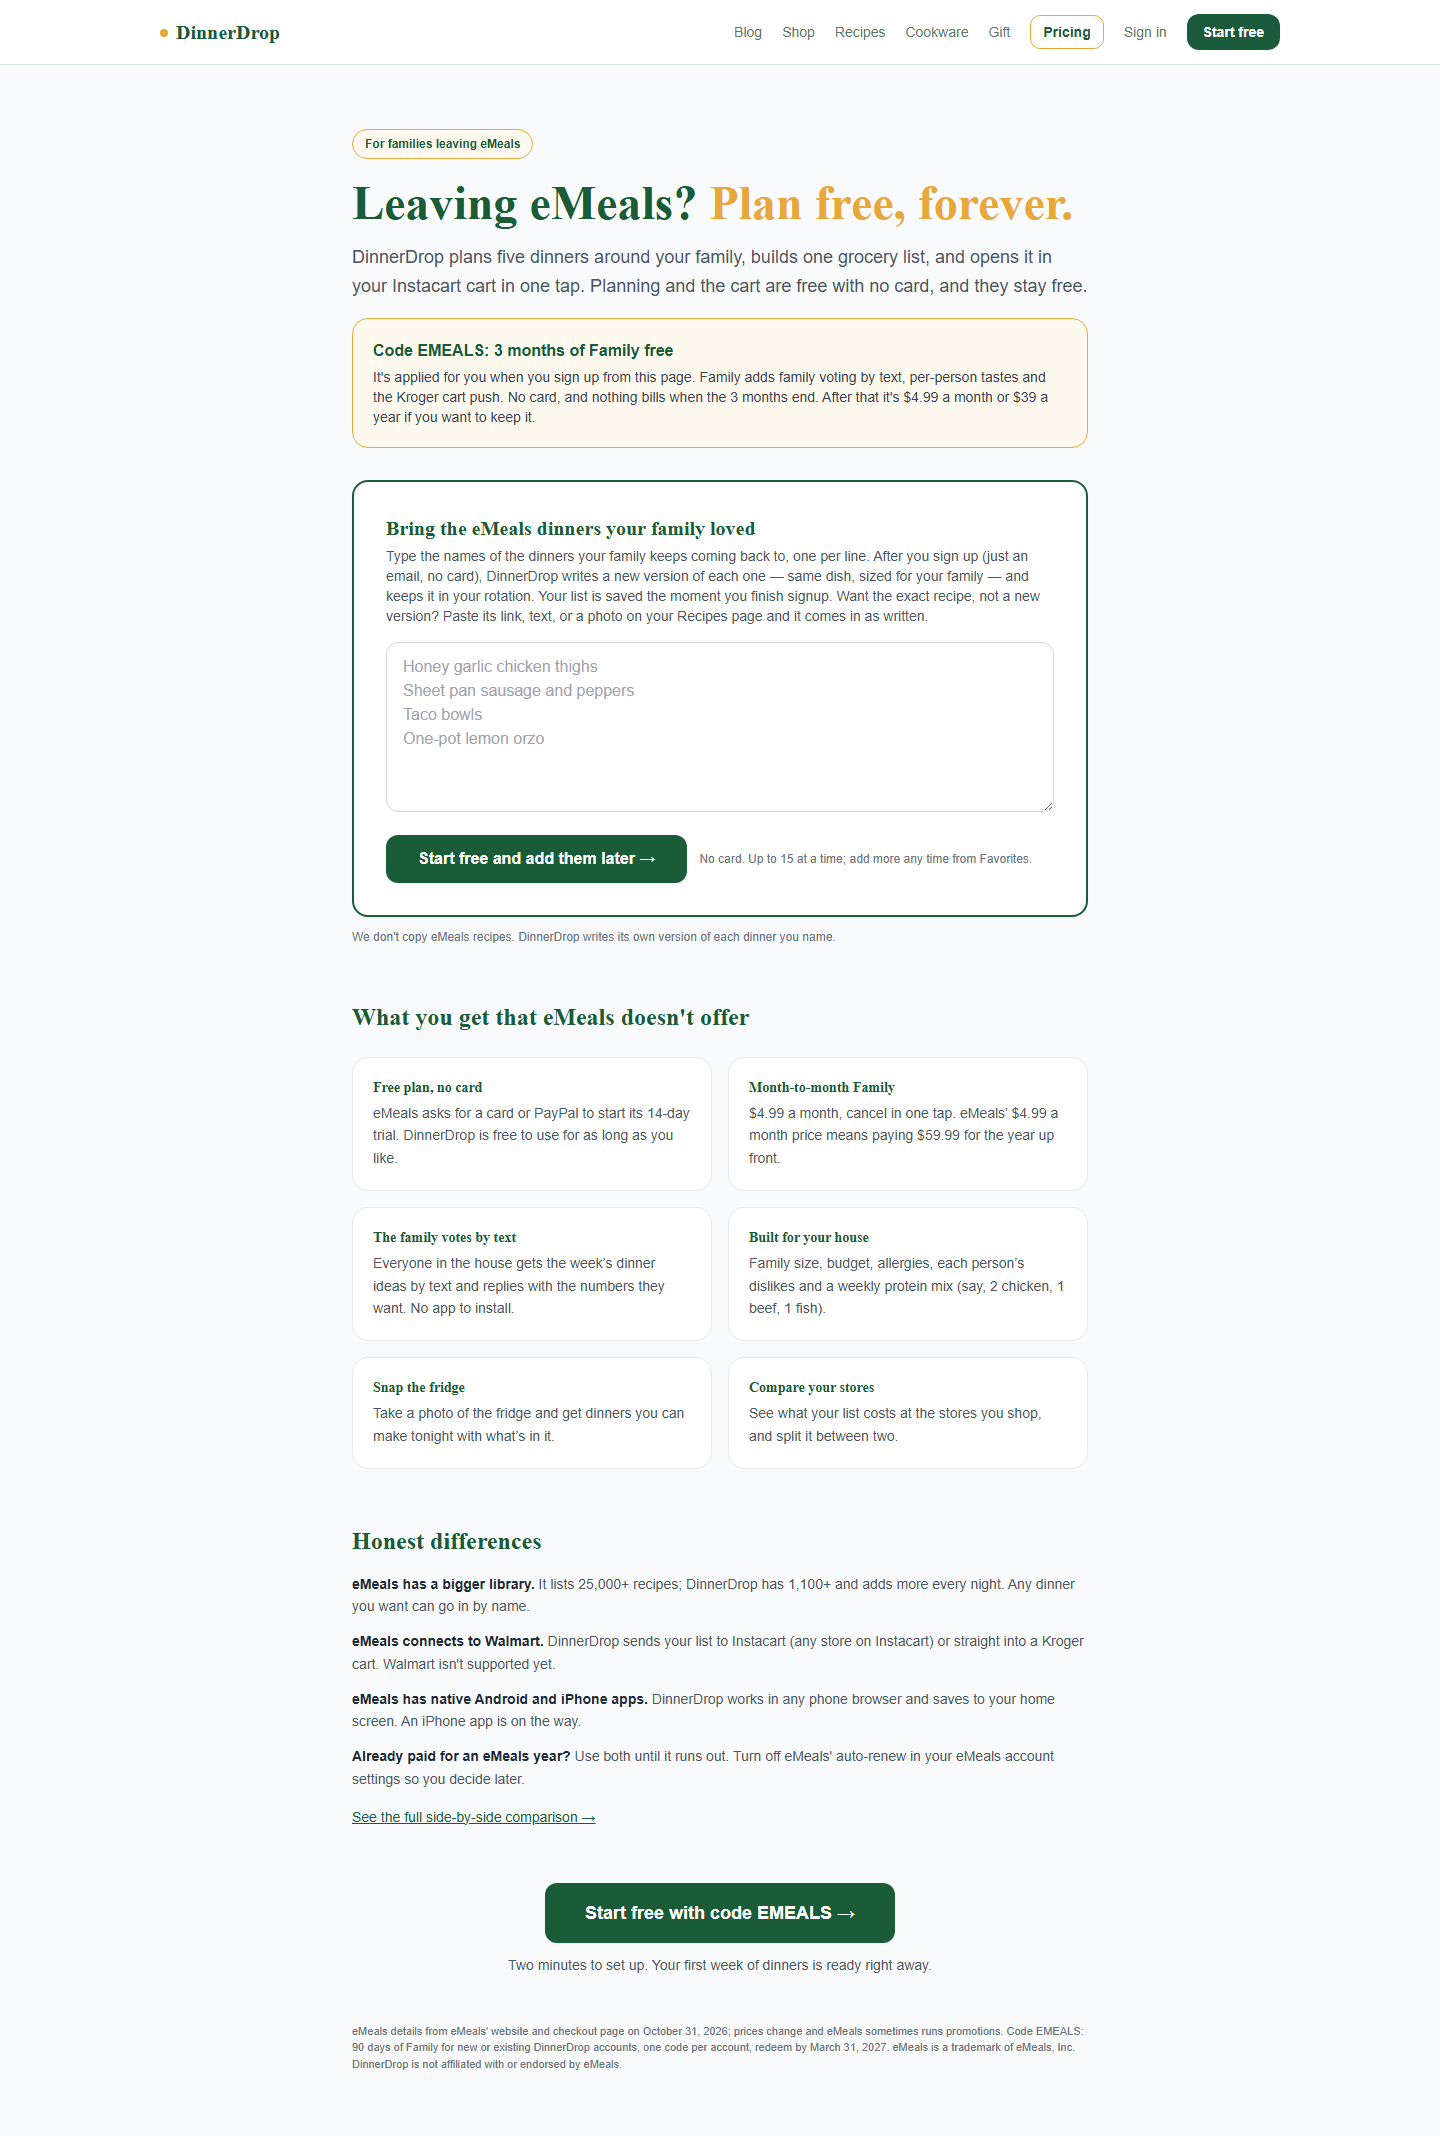 DinnerDrop
Blog Shop Recipes Cookware Gift Pricing Sign in Start free
For families leaving eMeals
Leaving eMeals? Plan free, forever.
DinnerDrop plans five dinners around your family, builds one grocery list, and opens it in
your Instacart cart in one tap. Planning and the cart are free with no card, and they stay free.
Code EMEALS: 3 months of Family free
It's applied for you when you sign up from this page. Family adds family voting by text, per-person tastes and
the Kroger cart push. No card, and nothing bills when the 3 months end. After that it's $4.99 a month or $39 a
year if you want to keep it.
Bring the eMeals dinners your family loved
Type the names of the dinners your family keeps coming back to, one per line. After you sign up (just an
email, no card), DinnerDrop writes a new version of each one — same dish, sized for your family — and
keeps it in your rotation. Your list is saved the moment you finish signup. Want the exact recipe, not a new
version? Paste its link, text, or a photo on your Recipes page and it comes in as written.
Honey garlic chicken thighs
Sheet pan sausage and peppers
Taco bowls
One-pot lemon orzo
Start free and add them later →
No card. Up to 15 at a time; add more any time from Favorites.
We don't copy eMeals recipes. DinnerDrop writes its own version of each dinner you name.
What you get that eMeals doesn't offer
Free plan, no card
eMeals asks for a card or PayPal to start its 14-day
trial. DinnerDrop is free to use for as long as you
like.
Month-to-month Family
$4.99 a month, cancel in one tap. eMeals’ $4.99 a
month price means paying $59.99 for the year up
front.
The family votes by text
Everyone in the house gets the week’s dinner
ideas by text and replies with the numbers they
want. No app to install.
Built for your house
Family size, budget, allergies, each person’s
dislikes and a weekly protein mix (say, 2 chicken, 1
beef, 1 fish).
Snap the fridge
Take a photo of the fridge and get dinners you can
make tonight with what’s in it.
Compare your stores
See what your list costs at the stores you shop,
and split it between two.
Honest differences
eMeals has a bigger library. It lists 25,000+ recipes; DinnerDrop has 1,100+ and adds more every night. Any dinner
you want can go in by name.
eMeals connects to Walmart. DinnerDrop sends your list to Instacart (any store on Instacart) or straight into a Kroger
cart. Walmart isn't supported yet.
eMeals has native Android and iPhone apps. DinnerDrop works in any phone browser and saves to your home
screen. An iPhone app is on the way.
Already paid for an eMeals year? Use both until it runs out. Turn off eMeals' auto-renew in your eMeals account
settings so you decide later.
See the full side-by-side comparison →
Start free with code EMEALS →
Two minutes to set up. Your first week of dinners is ready right away.
eMeals details from eMeals' website and checkout page on October 31, 2026; prices change and eMeals sometimes runs promotions. Code EMEALS:
90 days of Family for new or existing DinnerDrop accounts, one code per account, redeem by March 31, 2027. eMeals is a trademark of eMeals, Inc.
DinnerDrop is not affiliated with or endorsed by eMeals.